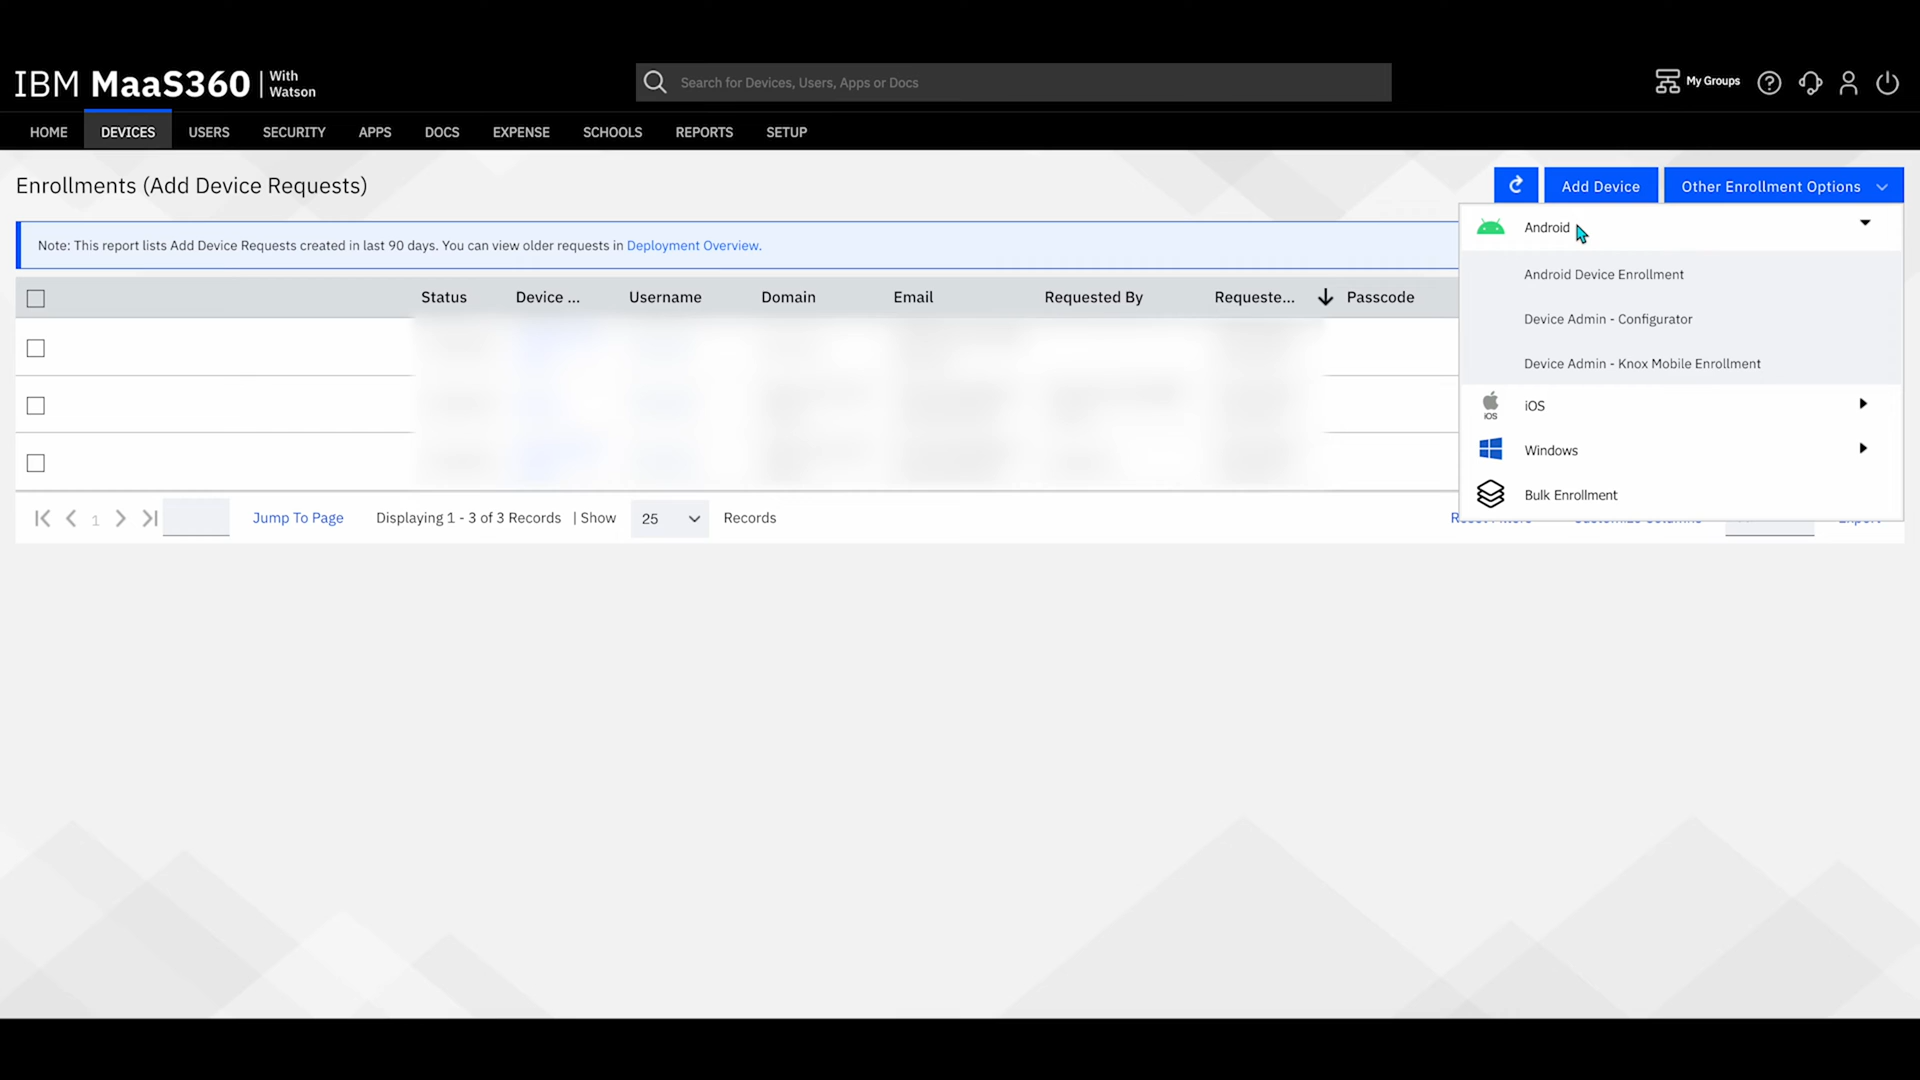 IBM MaaS360 | With Watson
Search for Devices, Users, Apps or Docs
My Groups
HOME DEVICES USERS SECURITY APPS DOCS EXPENSE SCHOOLS REPORTS SETUP
Enrollments (Add Device Requests)
Add Device
Other Enrollment Options
Note: This report lists Add Device Requests created in last 90 days. You can view older requests in Deployment Overview.
Android
Android Device Enrollment
Device Admin - Configurator
Device Admin - Knox Mobile Enrollment
iOS
iOS
Windows
Bulk Enrollment
Status Device ... Username Domain Email Requested By Requeste... Passcode
1
Jump To Page
Displaying 1 - 3 of 3 Records | Show 25 Records